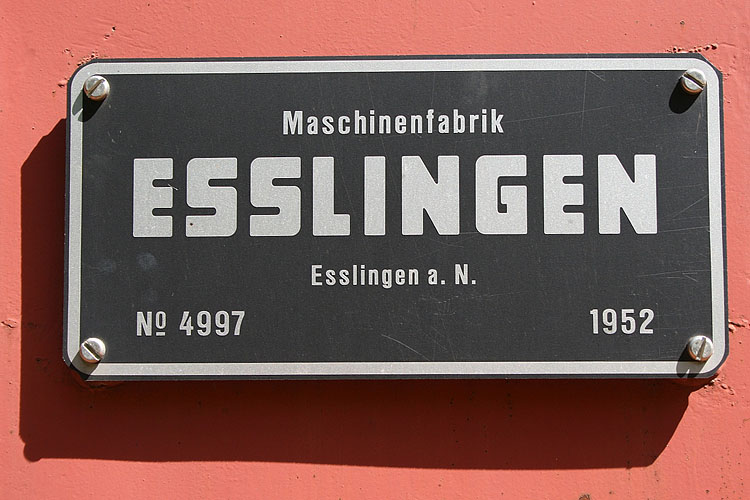 Maschinenfabrik
ESSLINGEN
Esslingen a. N.
Nº 4997 1952